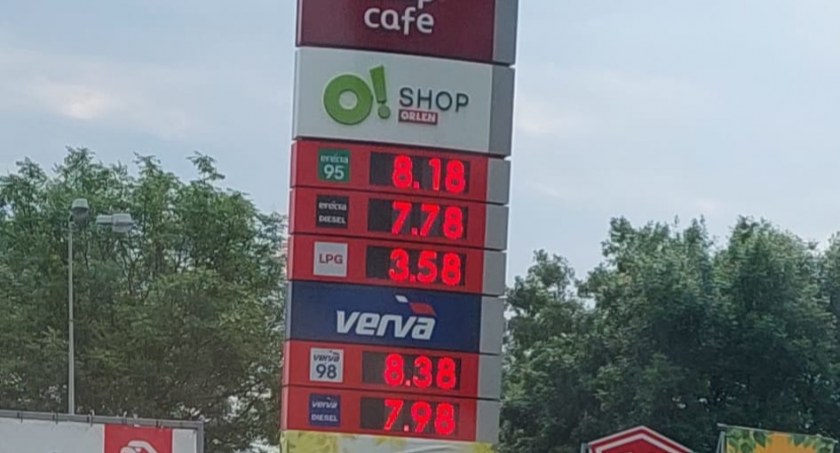 cafe
O! SHOP
ORLEN
efecta
95 8.18
efecta
DIESEL 7.78
LPG 3.58
verva
verva
98 8.38
verva
DIESEL 7.98